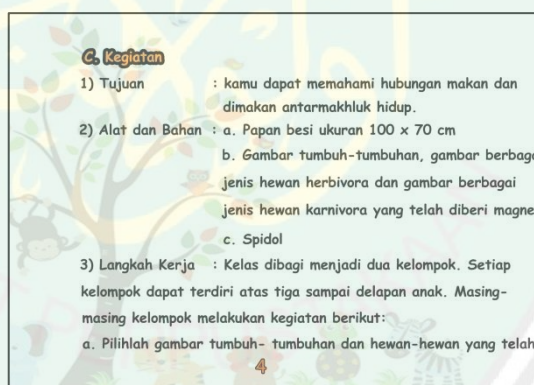 C. Kegiatan
1) Tujuan : kamu dapat memahami hubungan makan dan
dimakan antarmakhluk hidup.
2) Alat dan Bahan : a. Papan besi ukuran 100 x 70 cm
b. Gambar tumbuh-tumbuhan, gambar berbaga
jenis hewan herbivora dan gambar berbagai
jenis hewan karnivora yang telah diberi magne
c. Spidol
3) Langkah Kerja : Kelas dibagi menjadi dua kelompok. Setiap
kelompok dapat terdiri atas tiga sampai delapan anak. Masing-
masing kelompok melakukan kegiatan berikut:
a. Pilihlah gambar tumbuh- tumbuhan dan hewan-hewan yang telah
4